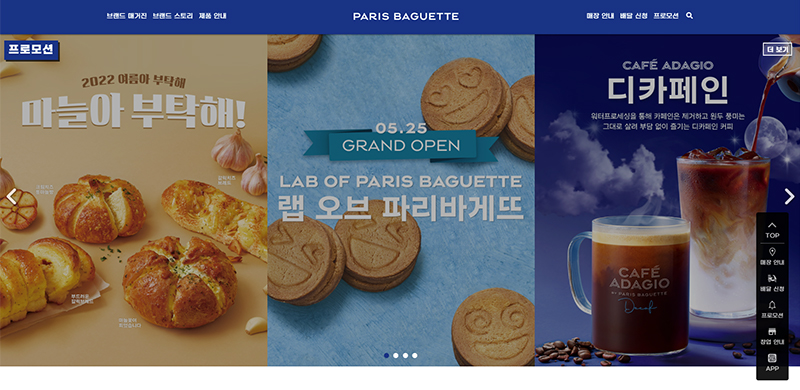 브랜드 매거진 브랜드 스토리 제품 안내
PARIS BAGUETTE
매장 안내 배달 신청 프로모션
프로모션
더 보기
2022 여름아 부탁해
마늘아 부탁해!
05.25
GRAND OPEN
LAB OF PARIS BAGUETTE
랩 오브 파리바게뜨
CAFÉ ADAGIO
디카페인
워터프로세싱을 통해 카페인은 제거하고 원두 풍미는
그대로 살려 부담 없이 즐기는 디카페인 커피
CAFÉ
ADAGIO
BY PARIS BAGUETTE
Decaf
TOP
매장 안내
배달 신청
프로모션
창업 안내
APP